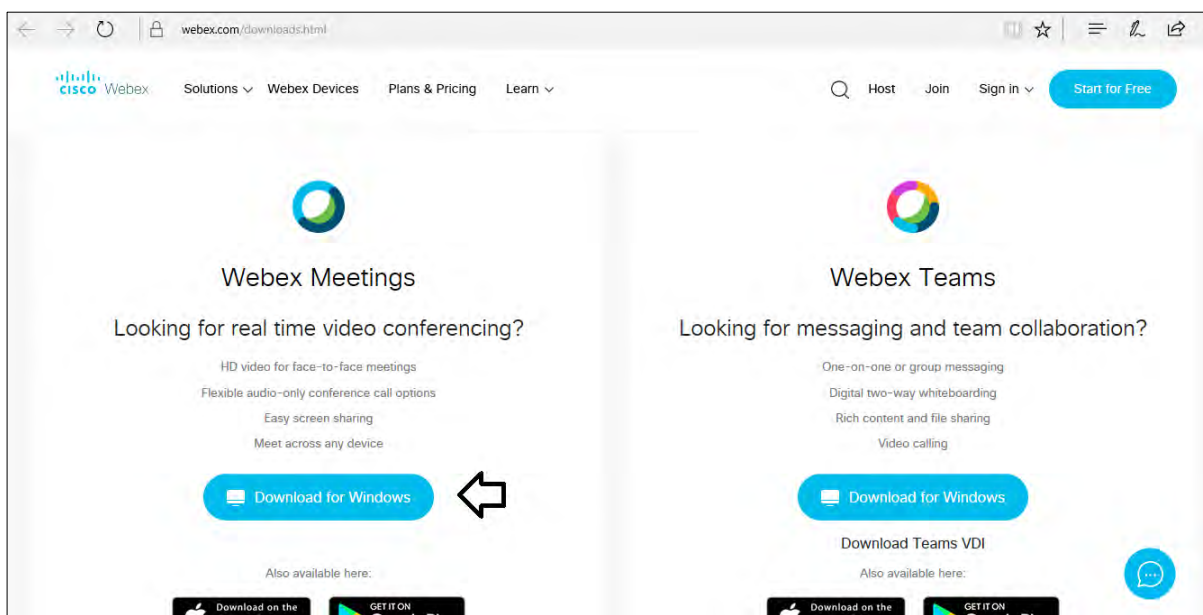 webex.com/downloads.html
cisco Webex
Solutions
Webex Devices
Plans & Pricing
Learn
Host
Join
Sign in
Start for Free
Webex Meetings
Looking for real time video conferencing?
HD video for face-to-face meetings
Flexible audio-only conference call options
Easy screen sharing
Meet across any device
Download for Windows
Also available here:
Download on the
GET IT ON
Webex Teams
Looking for messaging and team collaboration?
One-on-one or group messaging
Digital two-way whiteboarding
Rich content and file sharing
Video calling
Download for Windows
Download Teams VDI
Also available here:
Download on the
GET IT ON